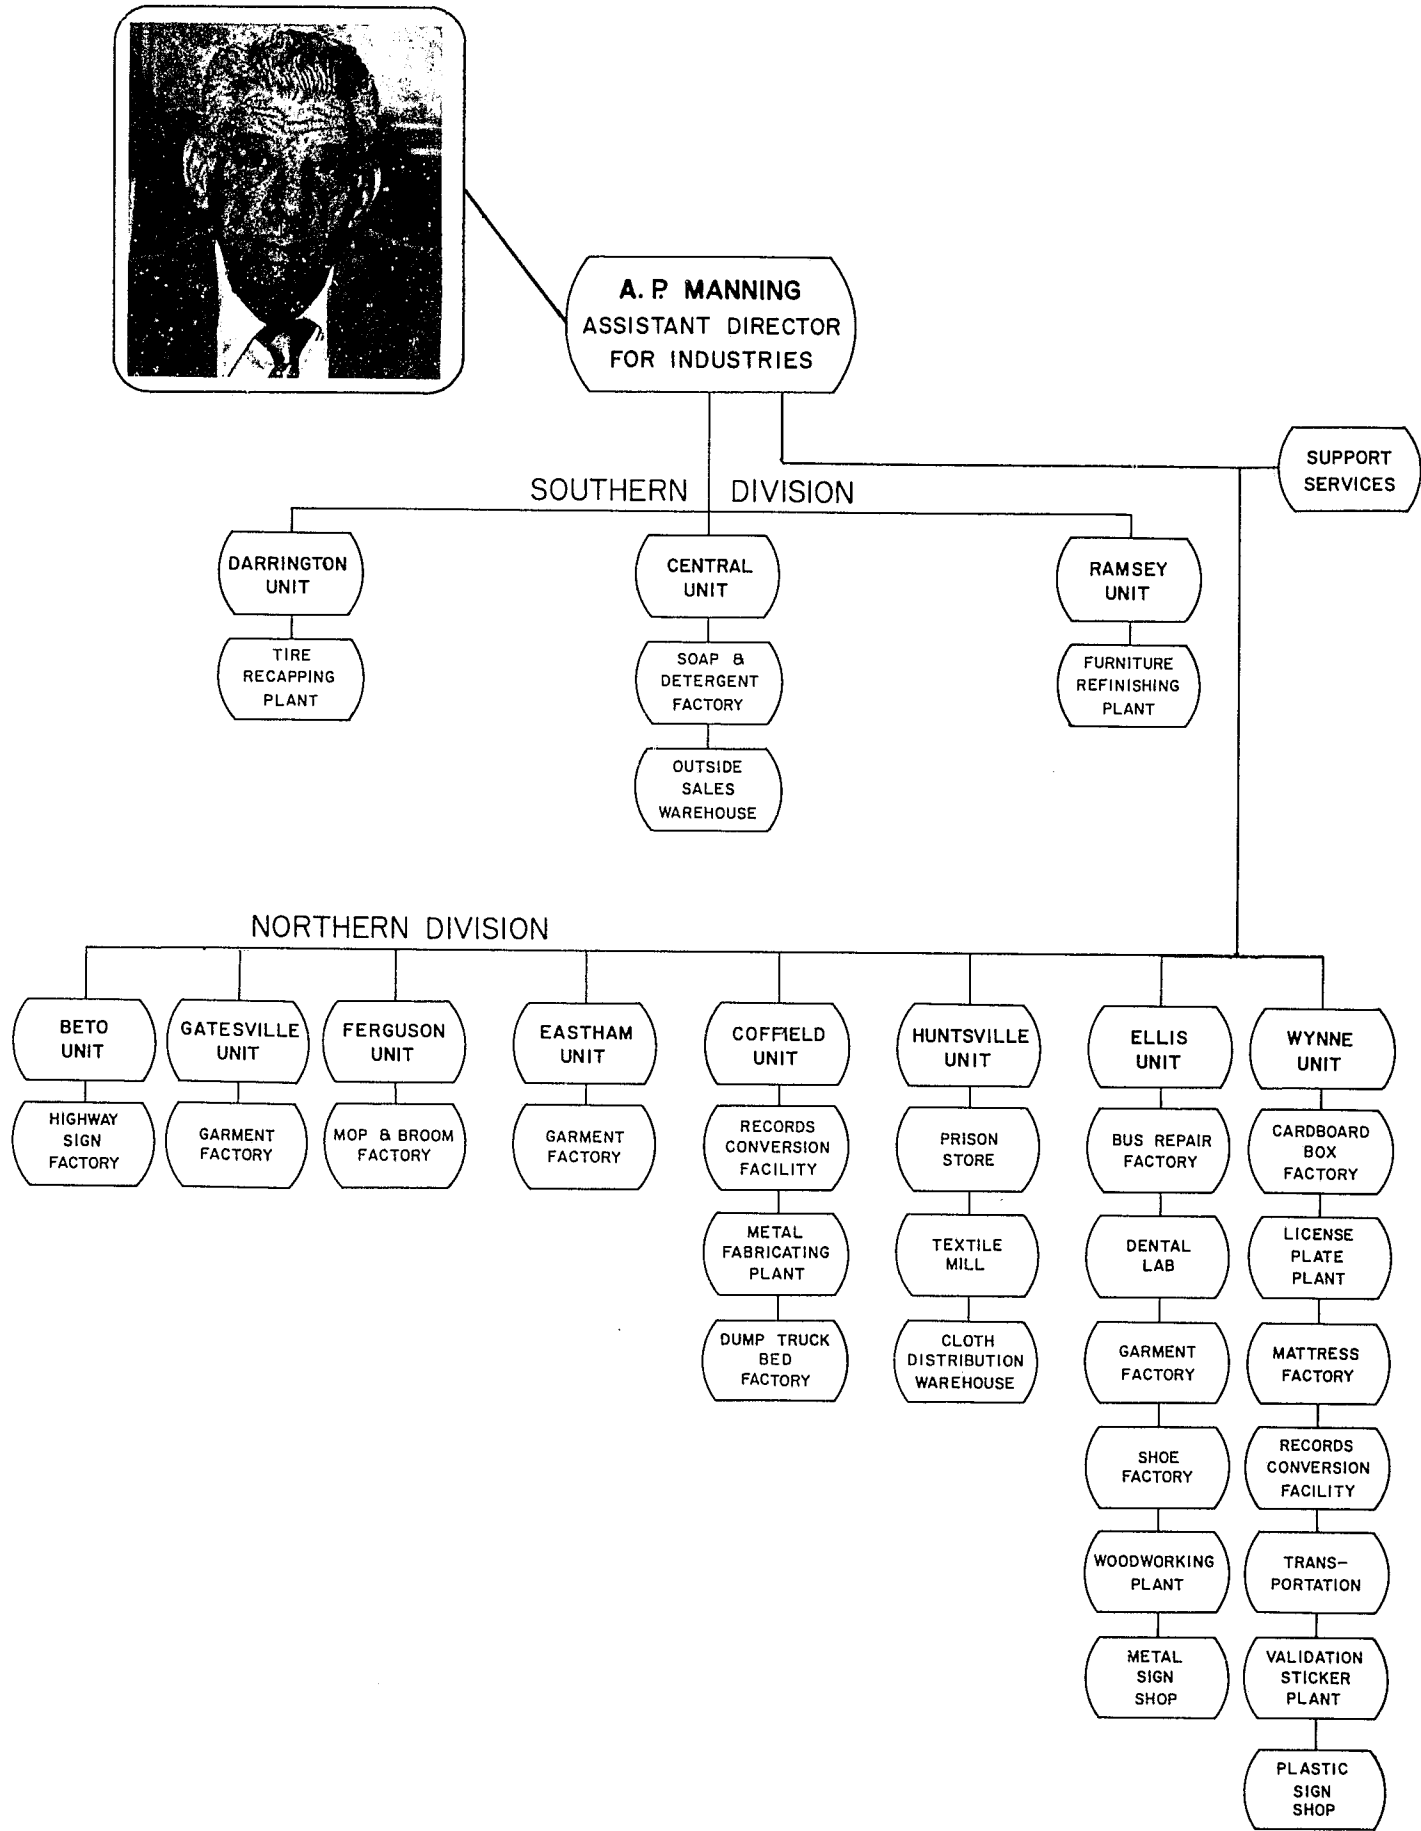 A. P. MANNING
ASSISTANT DIRECTOR
FOR INDUSTRIES
SUPPORT
SERVICES
SOUTHERN DIVISION
DARRINGTON
UNIT
TIRE
RECAPPING
PLANT
CENTRAL
UNIT
SOAP &
DETERGENT
FACTORY
OUTSIDE
SALES
WAREHOUSE
RAMSEY
UNIT
FURNITURE
REFINISHING
PLANT
NORTHERN DIVISION
BETO
UNIT
HIGHWAY
SIGN
FACTORY
GATESVILLE
UNIT
GARMENT
FACTORY
FERGUSON
UNIT
MOP & BROOM
FACTORY
EASTHAM
UNIT
GARMENT
FACTORY
COFFIELD
UNIT
RECORDS
CONVERSION
FACILITY
METAL
FABRICATING
PLANT
DUMP TRUCK
BED
FACTORY
HUNTSVILLE
UNIT
PRISON
STORE
TEXTILE
MILL
CLOTH
DISTRIBUTION
WAREHOUSE
ELLIS
UNIT
BUS REPAIR
FACTORY
DENTAL
LAB
GARMENT
FACTORY
SHOE
FACTORY
WOODWORKING
PLANT
METAL
SIGN
SHOP
WYNNE
UNIT
CARDBOARD
BOX
FACTORY
LICENSE
PLATE
PLANT
MATTRESS
FACTORY
RECORDS
CONVERSION
FACILITY
TRANS-
PORTATION
VALIDATION
STICKER
PLANT
PLASTIC
SIGN
SHOP